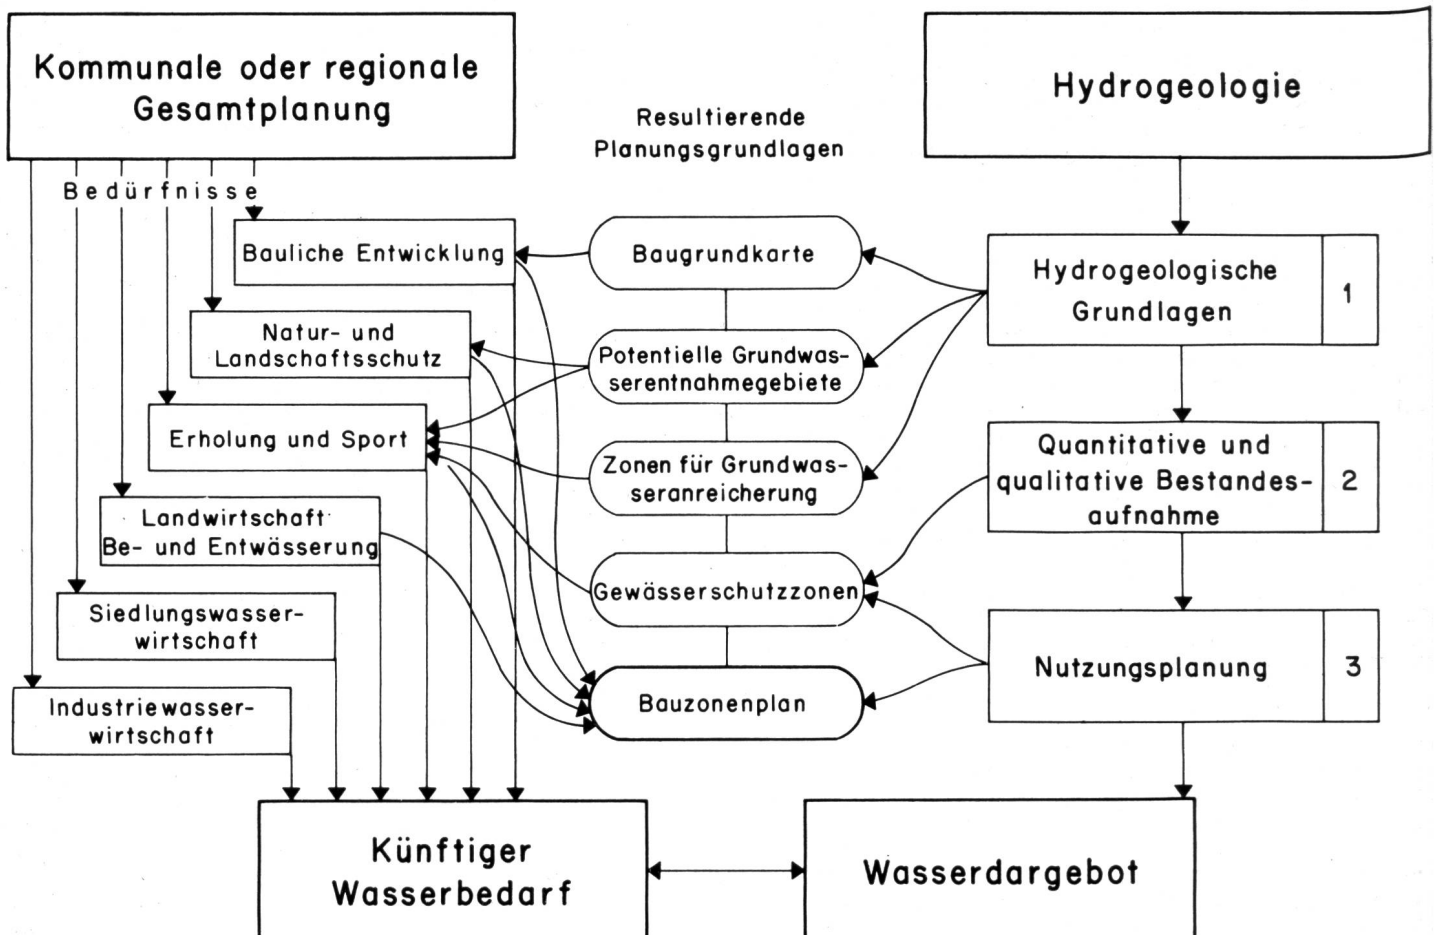 Kommunale oder regionale
Gesamtplanung
Bedürfnisse
Bauliche Entwicklung
Natur- und
Landschaftsschutz
Erholung und Sport
Landwirtschaft
Be- und Entwässerung
Siedlungswasser-
wirtschaft
Industriewasser-
wirtschaft
Resultierende
Planungsgrundlagen
Baugrundkarte
Potentielle Grundwas-
serentnahmegebiete
Zonen für Grundwas-
seranreicherung
Gewässerschutzzonen
Bauzonenplan
Hydrogeologie
Hydrogeologische
Grundlagen
1
Quantitative und
qualitative Bestandes-
aufnahme
2
Nutzungsplanung
3
Künftiger
Wasserbedarf
Wasserdargebot